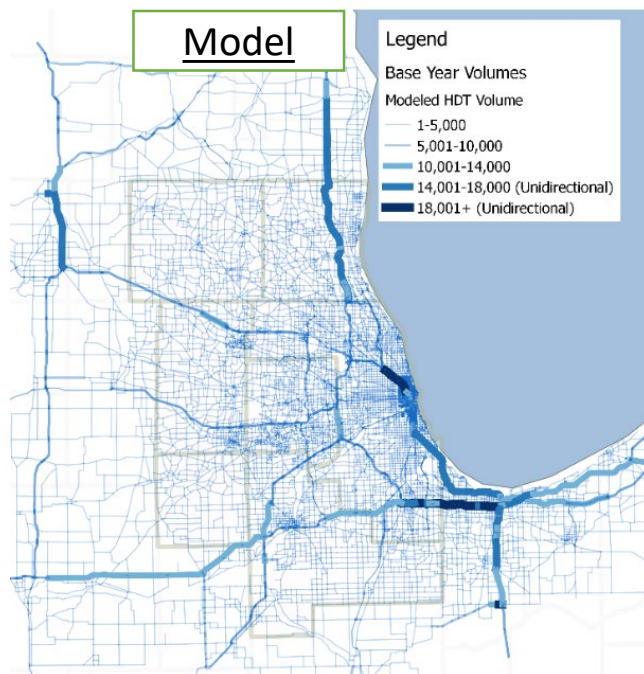 Model
Legend
Base Year Volumes
Modeled HDT Volume
1-5,000
5,001-10,000
10,001-14,000
14,001-18,000 (Unidirectional)
18,001+ (Unidirectional)